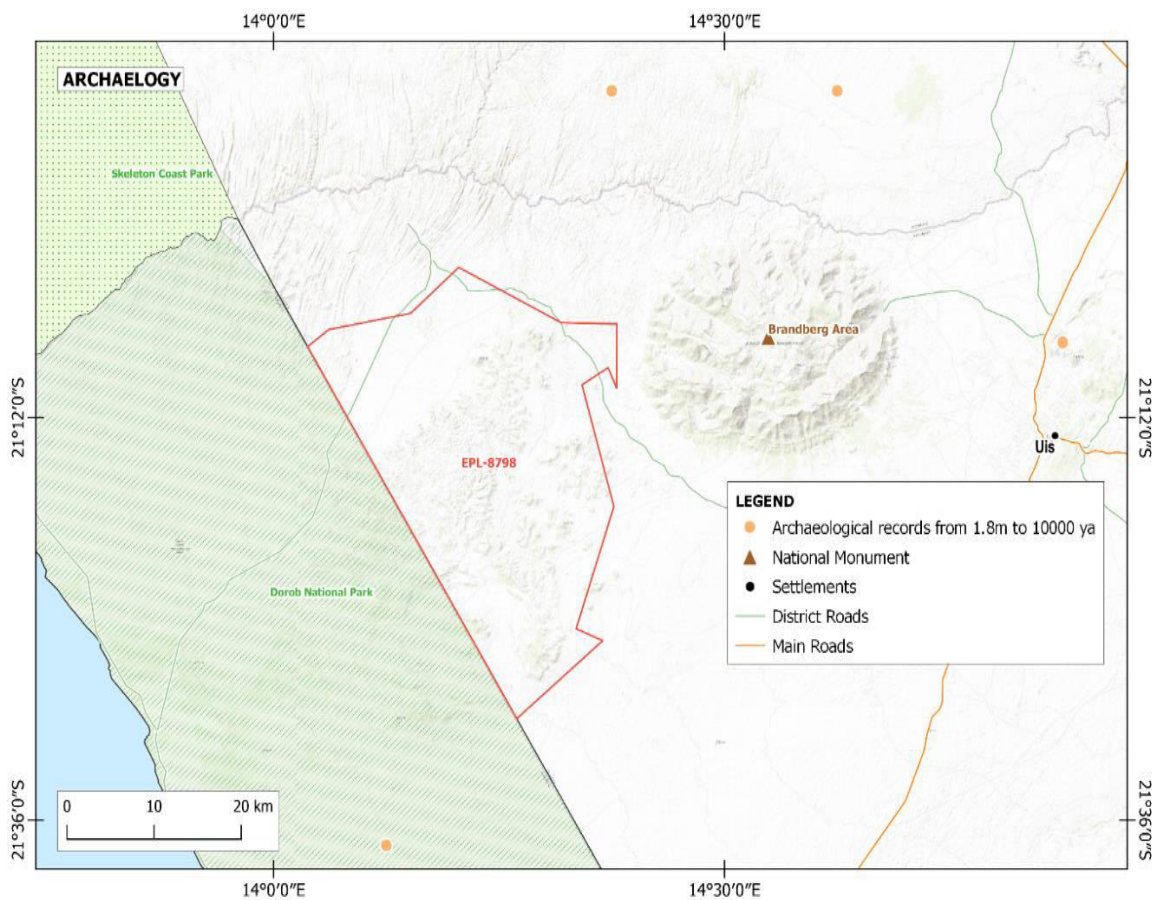 14°0'0"E
14°30'0"E
ARCHAELOGY
Skeleton Coast Park
Brandberg Area
21°12'0"S
21°12'0"S
Uis
EPL-8798
LEGEND
Archaeological records from 1.8m to 10000 ya
National Monument
Settlements
District Roads
Main Roads
Dorob National Park
0 10 20 km
21°36'0"S
21°36'0"S
14°0'0"E
14°30'0"E